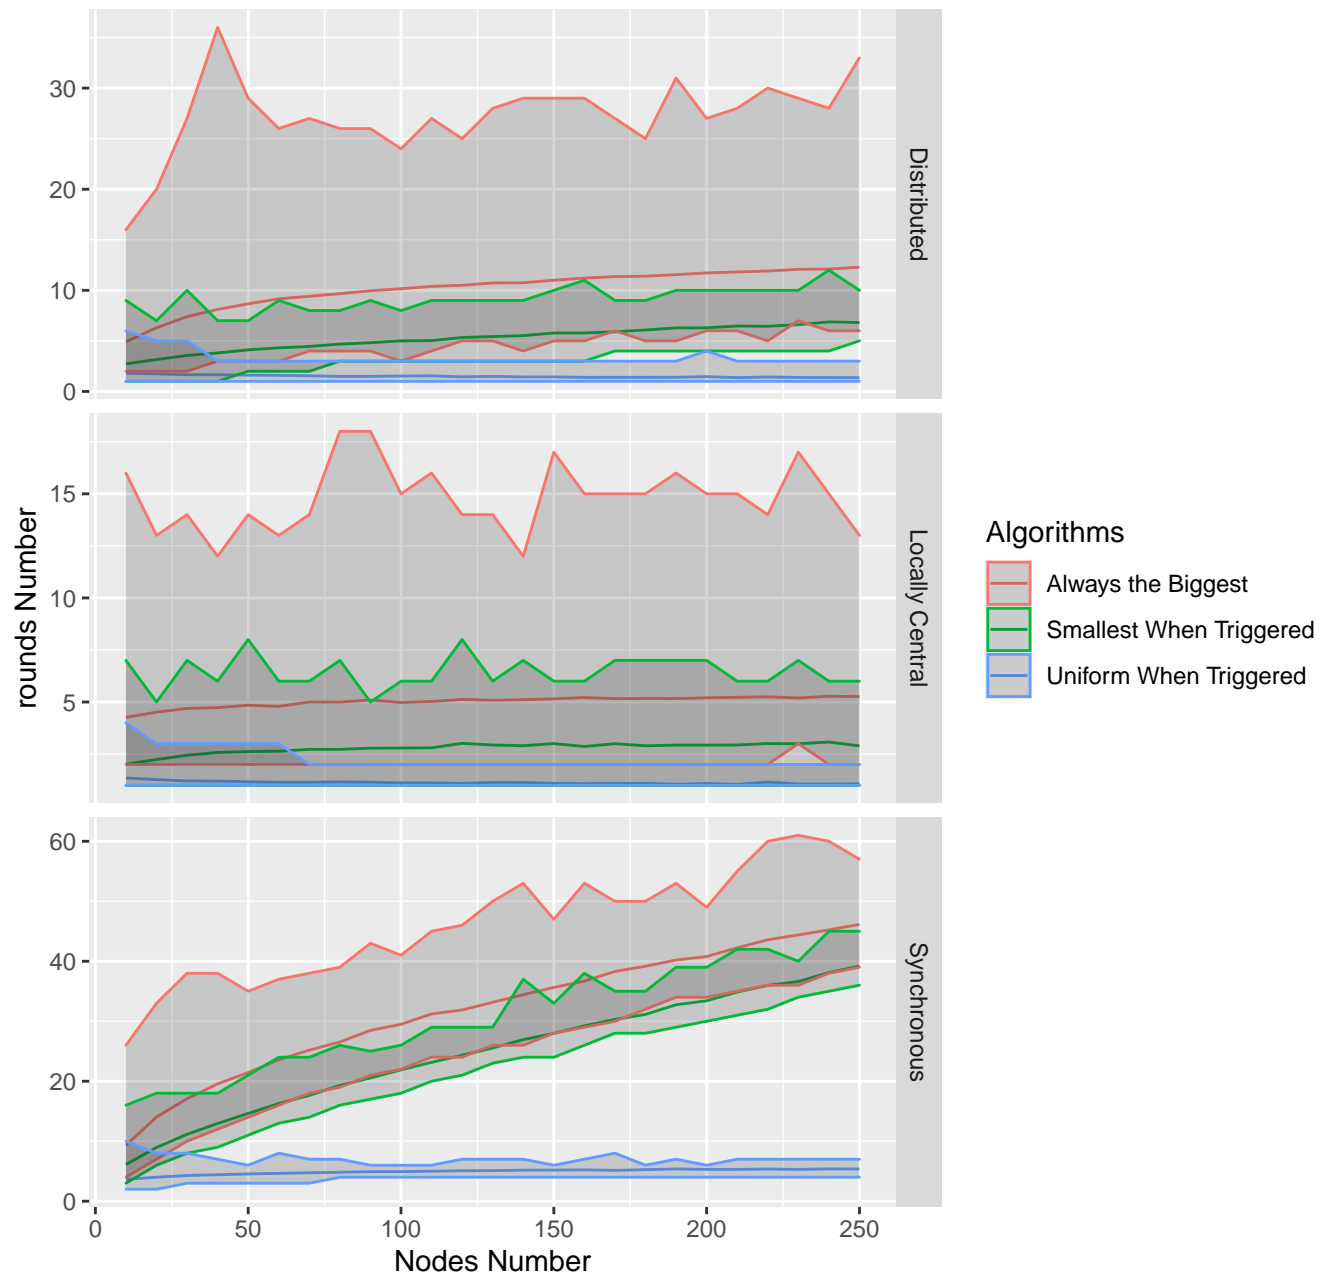 30
20
10
0
Distributed
15
10
5
Locally Central
60
40
20
0
Synchronous
0
50
100
150
200
250
Nodes Number
rounds Number
Algorithms
Always the Biggest
Smallest When Triggered
Uniform When Triggered